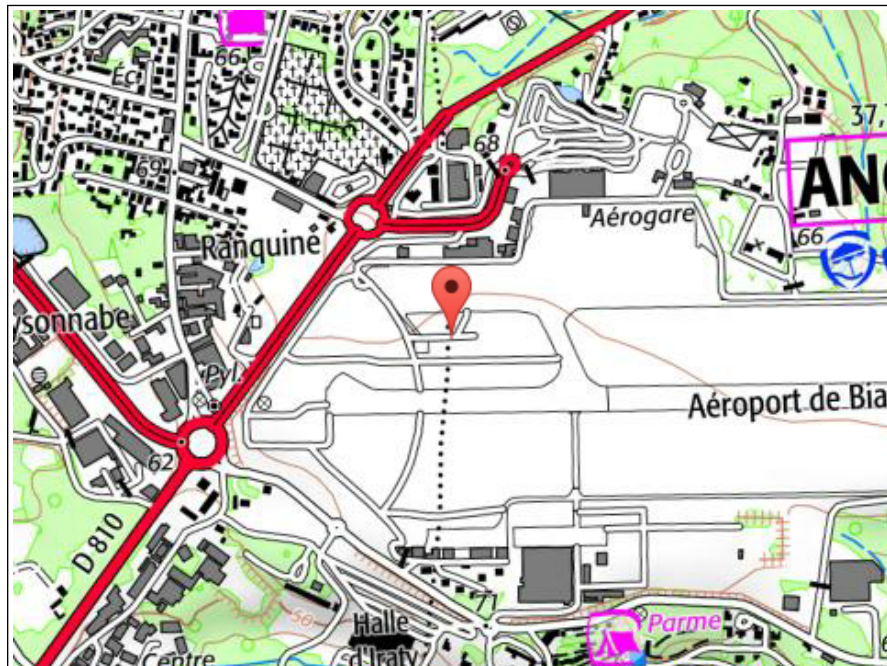 66
Éc.
37,
68
69
ANG
Aérogare
Ranquine
66
ysonnabe
Pyl.
Aéroport de Bia
62
D 810
71
56
Halle
d'Iraty
Parme
Centre